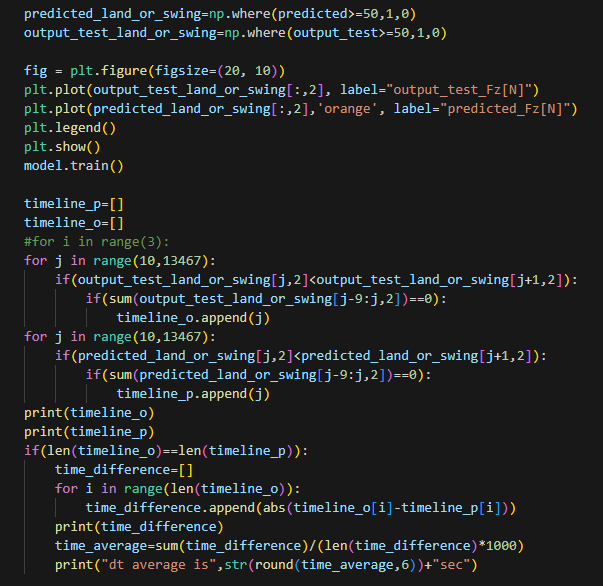 predicted_land_or_swing=np.where(predicted>=50,1,0)
output_test_land_or_swing=np.where(output_test>=50,1,0)
fig = plt.figure(figsize=(20, 10))
plt.plot(output_test_land_or_swing[:,2], label="output_test_Fz[N]")
plt.plot(predicted_land_or_swing[:,2],'orange', label="predicted_Fz[N]")
plt.legend()
plt.show()
model.train()
timeline_p=[]
timeline_o=[]
#for i in range(3):
for j in range(10,13467):
    if(output_test_land_or_swing[j,2]<output_test_land_or_swing[j+1,2]):
        if(sum(output_test_land_or_swing[j-9:j,2])==0):
            timeline_o.append(j)
for j in range(10,13467):
    if(predicted_land_or_swing[j,2]<predicted_land_or_swing[j+1,2]):
        if(sum(predicted_land_or_swing[j-9:j,2])==0):
            timeline_p.append(j)
print(timeline_o)
print(timeline_p)
if(len(timeline_o)==len(timeline_p)):
    time_difference=[]
    for i in range(len(timeline_o)):
        time_difference.append(abs(timeline_o[i]-timeline_p[i]))
    print(time_difference)
    time_average=sum(time_difference)/(len(time_difference)*1000)
    print("dt average is",str(round(time_average,6))+"sec")